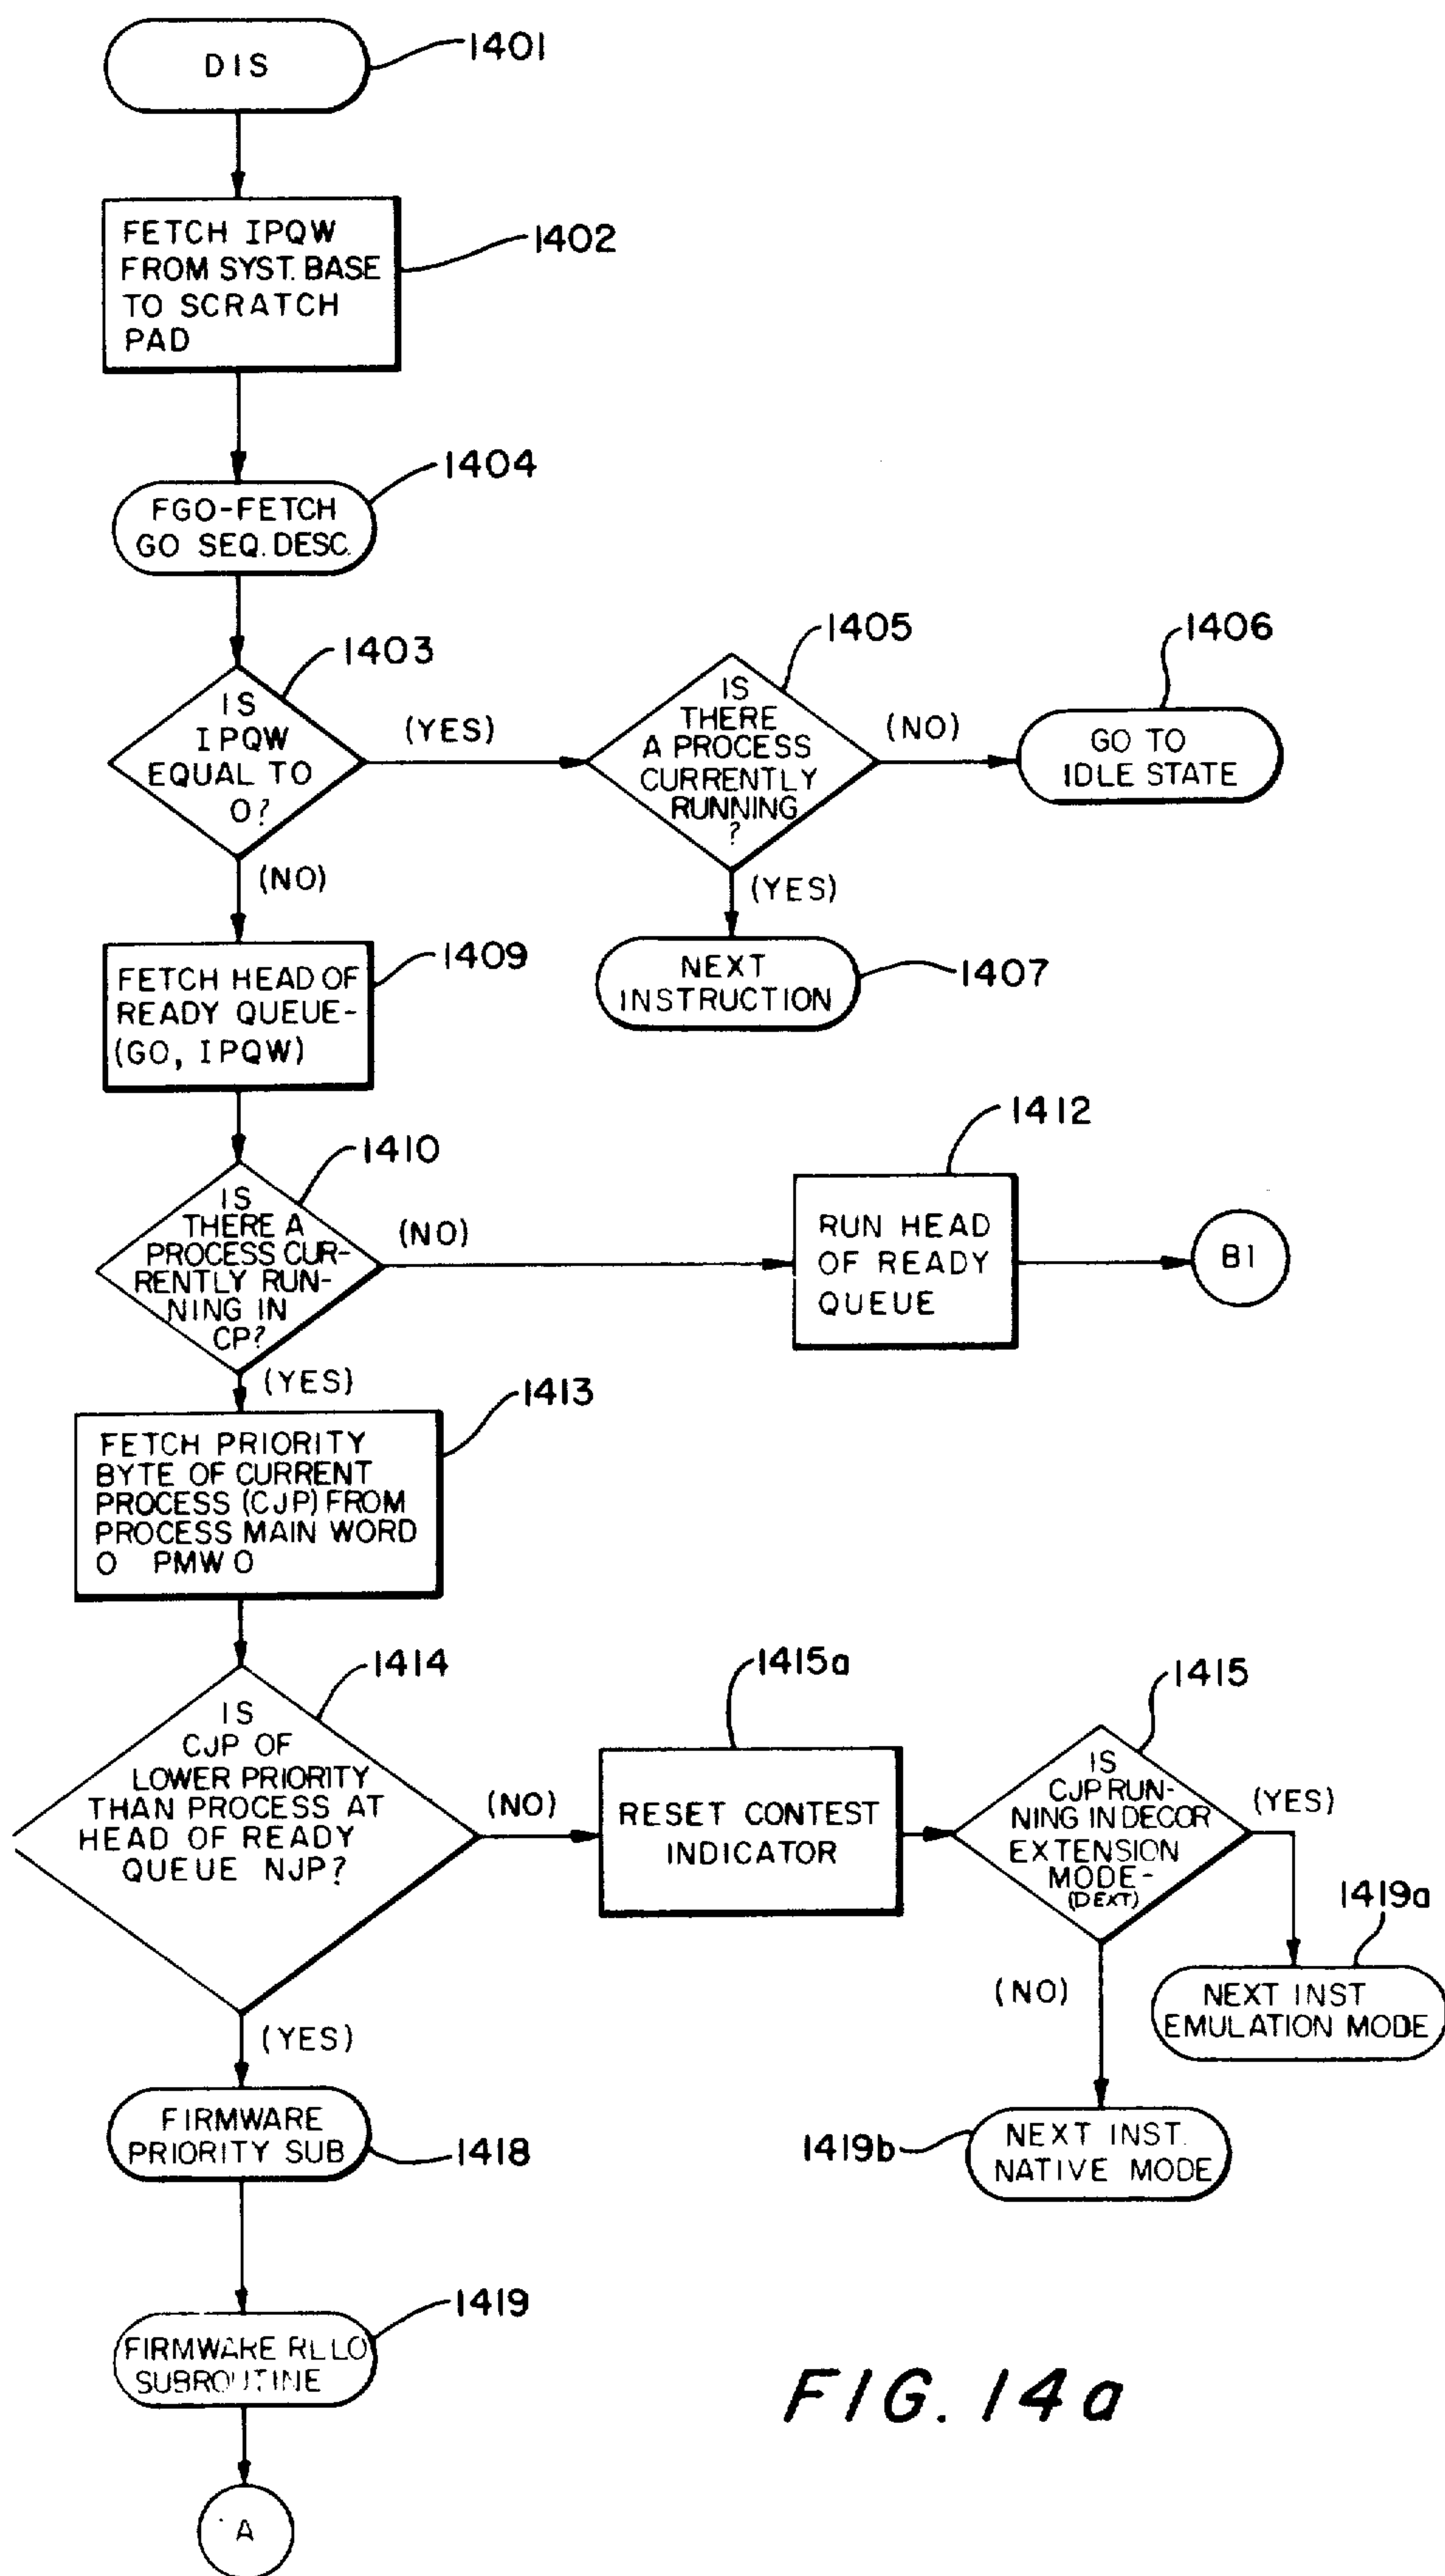 DIS
1401
FETCH IPQW
FROM SYST. BASE
TO SCRATCH
PAD
1402
FGO-FETCH
GO SEQ. DESC.
1404
IS
IPQW
EQUAL TO
0?
1403
(YES)
(NO)
IS
THERE
A PROCESS
CURRENTLY
RUNNING
?
1405
(NO)
(YES)
GO TO
IDLE STATE
1406
NEXT
INSTRUCTION
1407
FETCH HEAD OF
READY QUEUE-
(GO, IPQW)
1409
IS
THERE A
PROCESS CUR-
RENTLY RUN-
NING IN
CP?
1410
(NO)
(YES)
RUN HEAD
OF READY
QUEUE
1412
B1
FETCH PRIORITY
BYTE OF CURRENT
PROCESS (CJP) FROM
PROCESS MAIN WORD
0 PMW 0
1413
IS
CJP OF
LOWER PRIORITY
THAN PROCESS AT
HEAD OF READY
QUEUE NJP?
1414
(NO)
(YES)
RESET CONTEST
INDICATOR
1415a
IS
CJP RUN-
NING IN DECOR
EXTENSION
MODE-
(DEXT)
1415
(YES)
(NO)
NEXT INST
EMULATION MODE
1419a
NEXT INST.
NATIVE MODE
1419b
FIRMWARE
PRIORITY SUB
1418
FIRMWARE RLLO
SUBROUTINE
1419
A
FIG. 14a